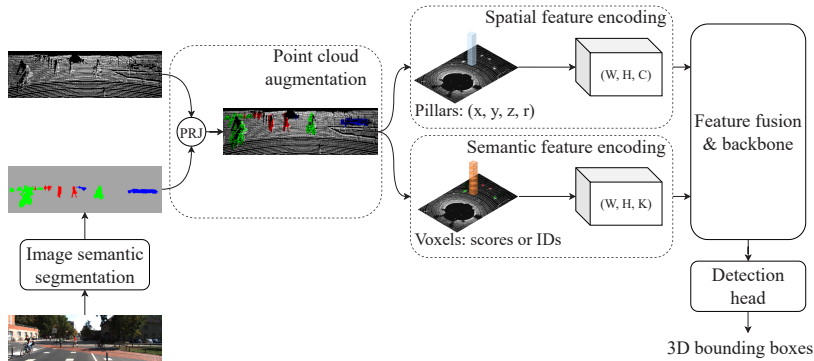 Point cloud
augmentation
PRJ
Image semantic
segmentation
Spatial feature encoding
(W, H, C)
Pillars: (x, y, z, r)
Semantic feature encoding
(W, H, K)
Voxels: scores or IDs
Feature fusion
& backbone
Detection
head
3D bounding boxes